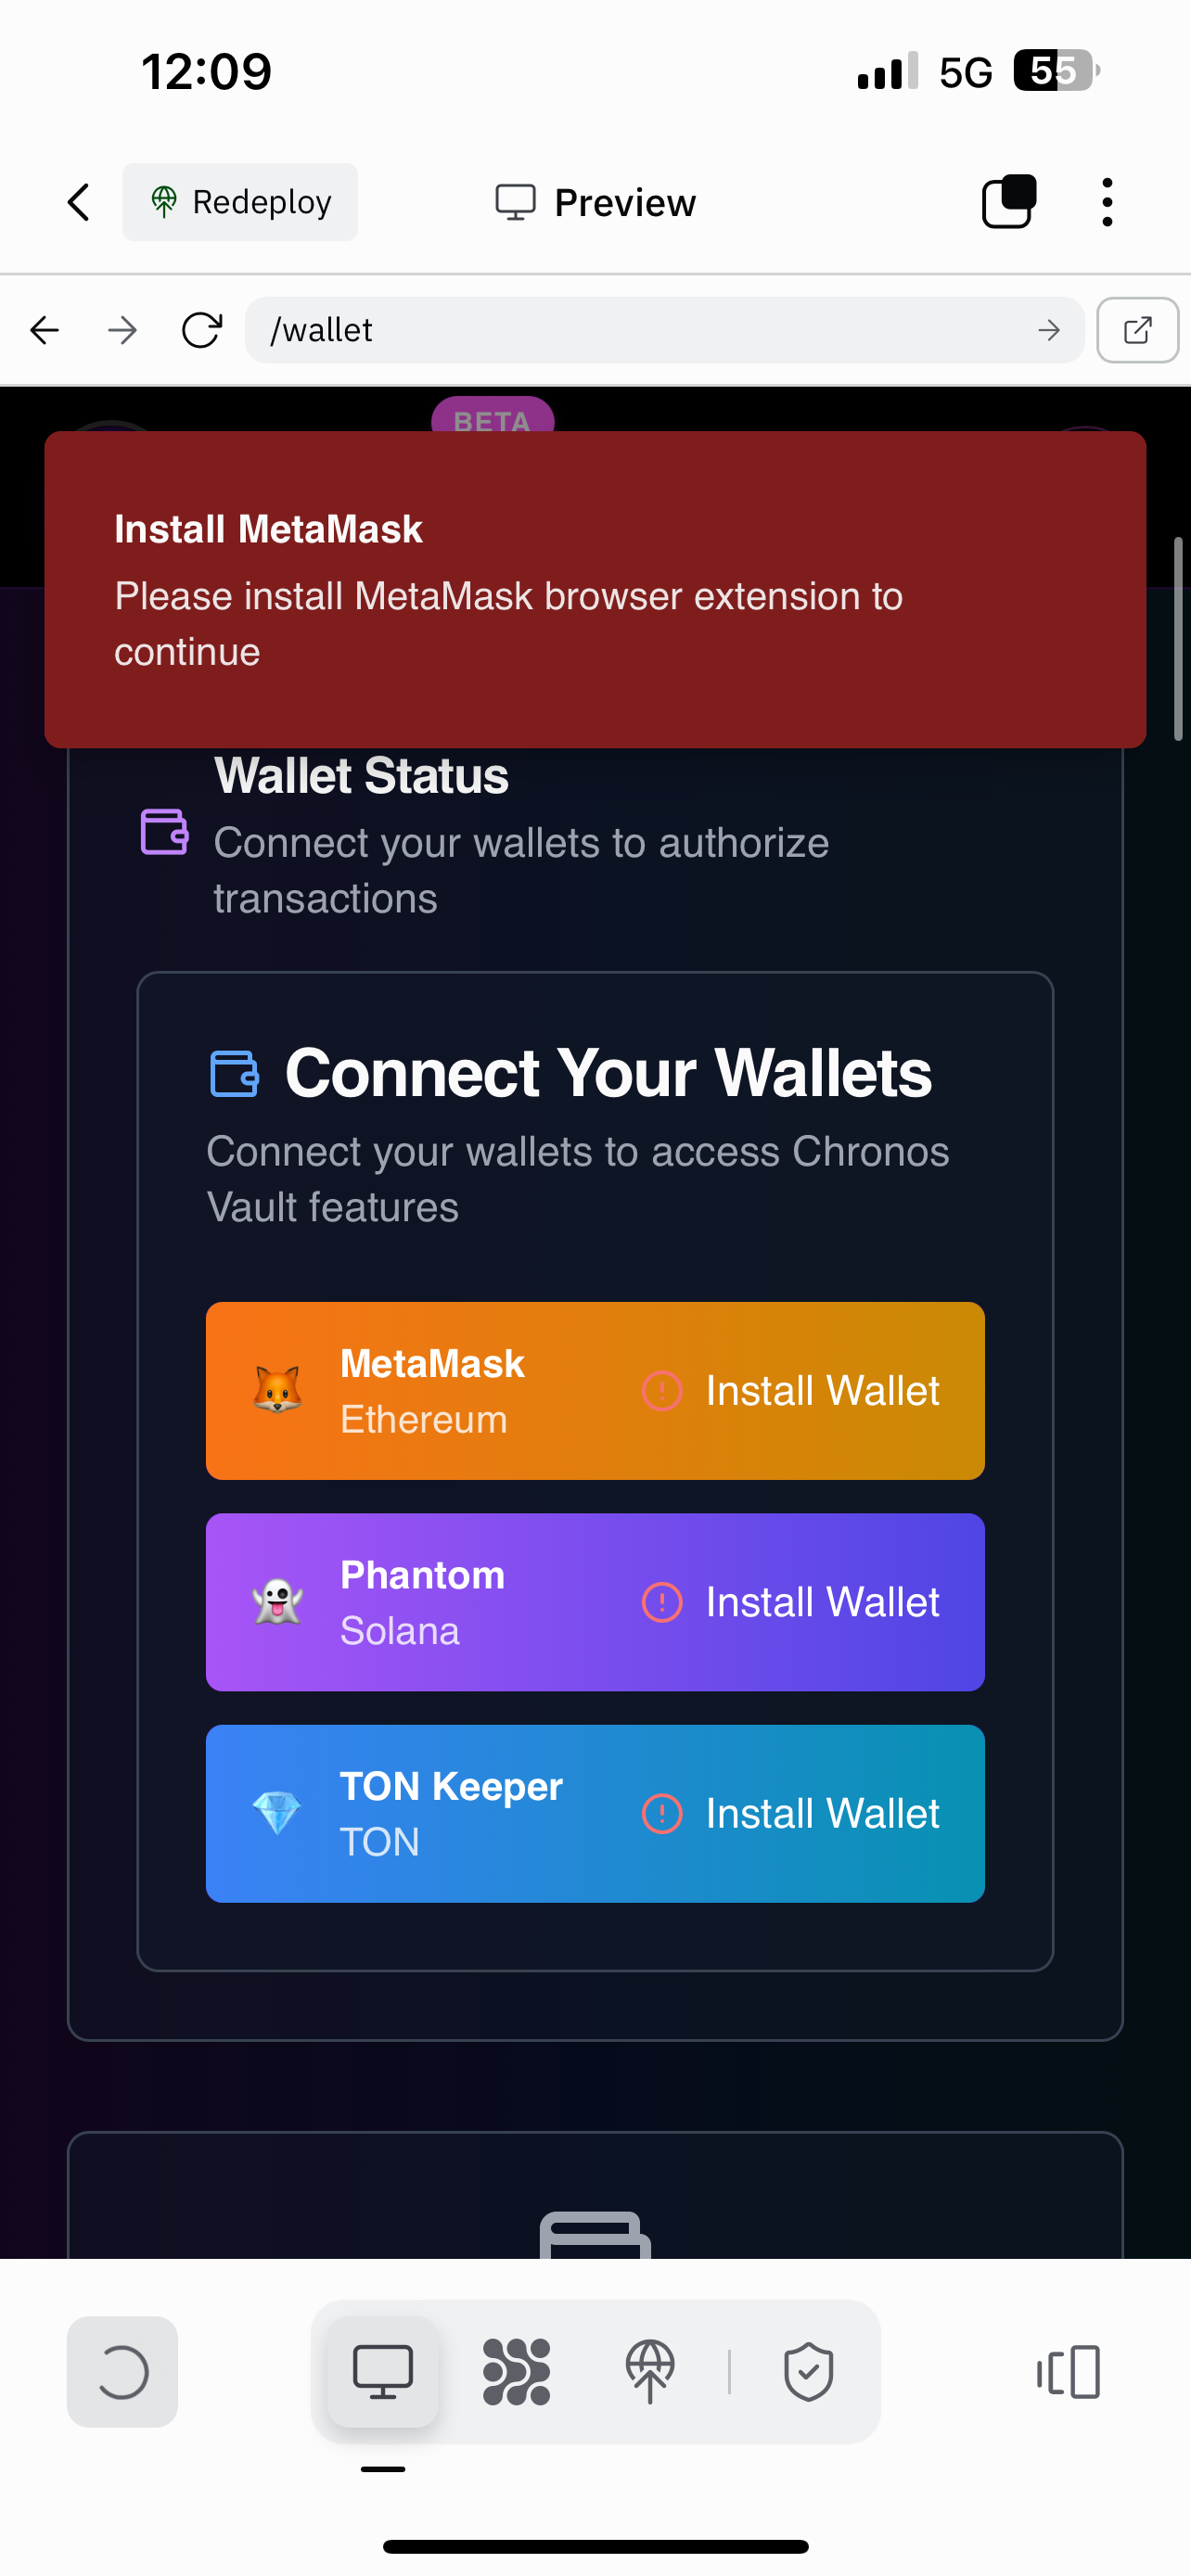 12:09
5G
55
Redeploy
Preview
/wallet
BETA
Install MetaMask
Please install MetaMask browser extension to
continue
Wallet Status
Connect your wallets to authorize
transactions
Connect Your Wallets
Connect your wallets to access Chronos
Vault features
MetaMask
Ethereum
Install Wallet
Phantom
Solana
Install Wallet
TON Keeper
TON
Install Wallet